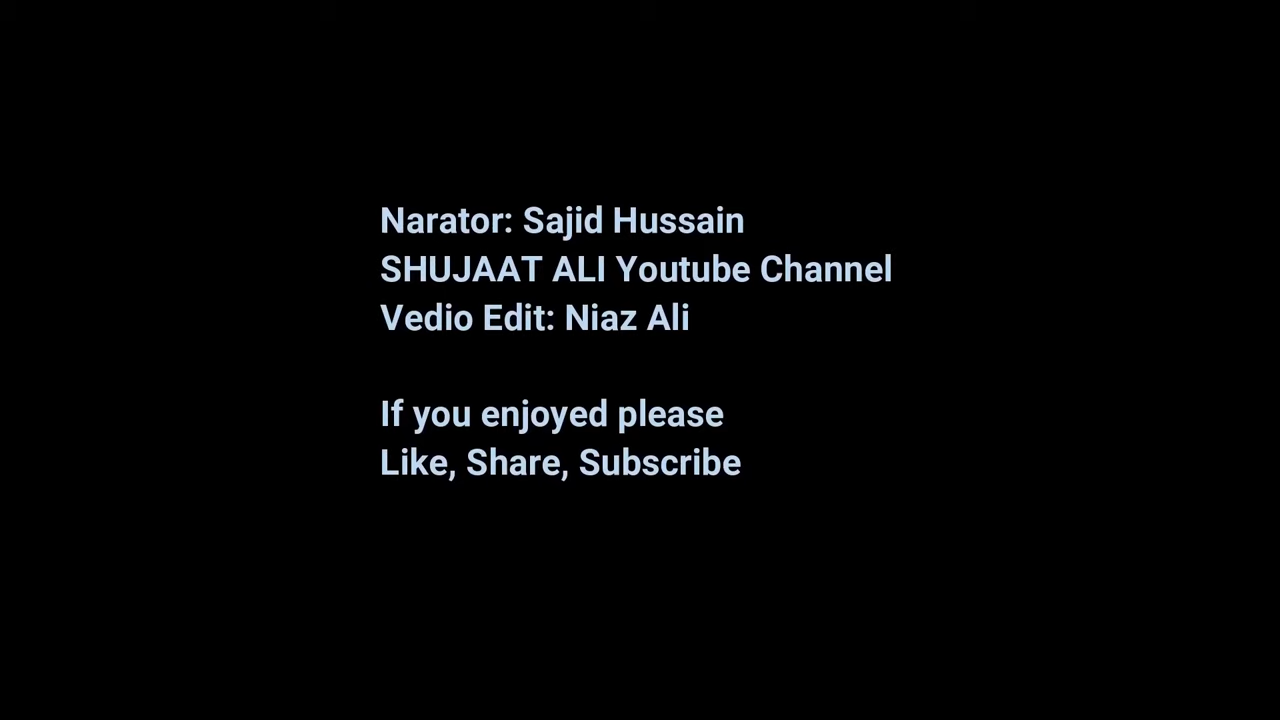 Narator: Sajid Hussain
SHUJAAT ALI Youtube Channel
Vedio Edit: Niaz Ali
If you enjoyed please
Like, Share, Subscribe